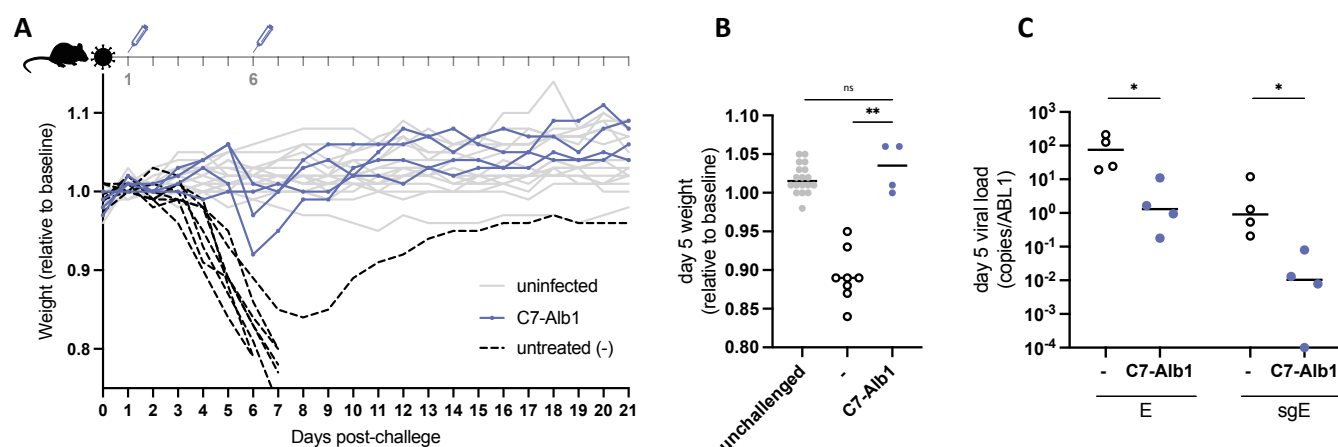 A
1
6
Weight (relative to baseline)
1.1
1.0
0.9
0.8
uninfected
C7-Alb1
untreated (-)
0 1 2 3 4 5 6 7 8 9 10 11 12 13 14 15 16 17 18 19 20 21
Days post-challege
B
ns
**
day 5 weight
(relative to baseline)
1.10
1.05
1.00
0.95
0.90
0.85
0.80
unchallenged
-
C7-Alb1
C
*
*
day 5 viral load
(copies/ABL1)
10³
10²
10¹
10⁰
10⁻¹
10⁻²
10⁻³
10⁻⁴
- C7-Alb1 - C7-Alb1
E sgE